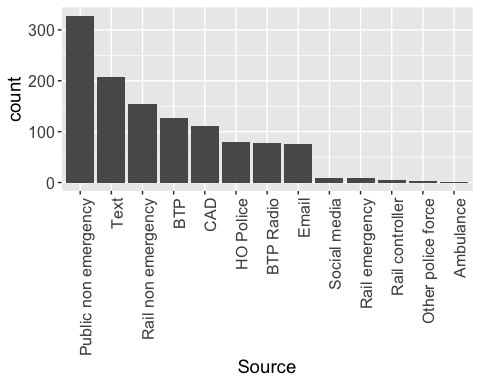 count
300
200
100
0
Public non emergency
Text
Rail non emergency
BTP
CAD
HO Police
BTP Radio
Email
Social media
Rail emergency
Rail controller
Other police force
Ambulance
Source